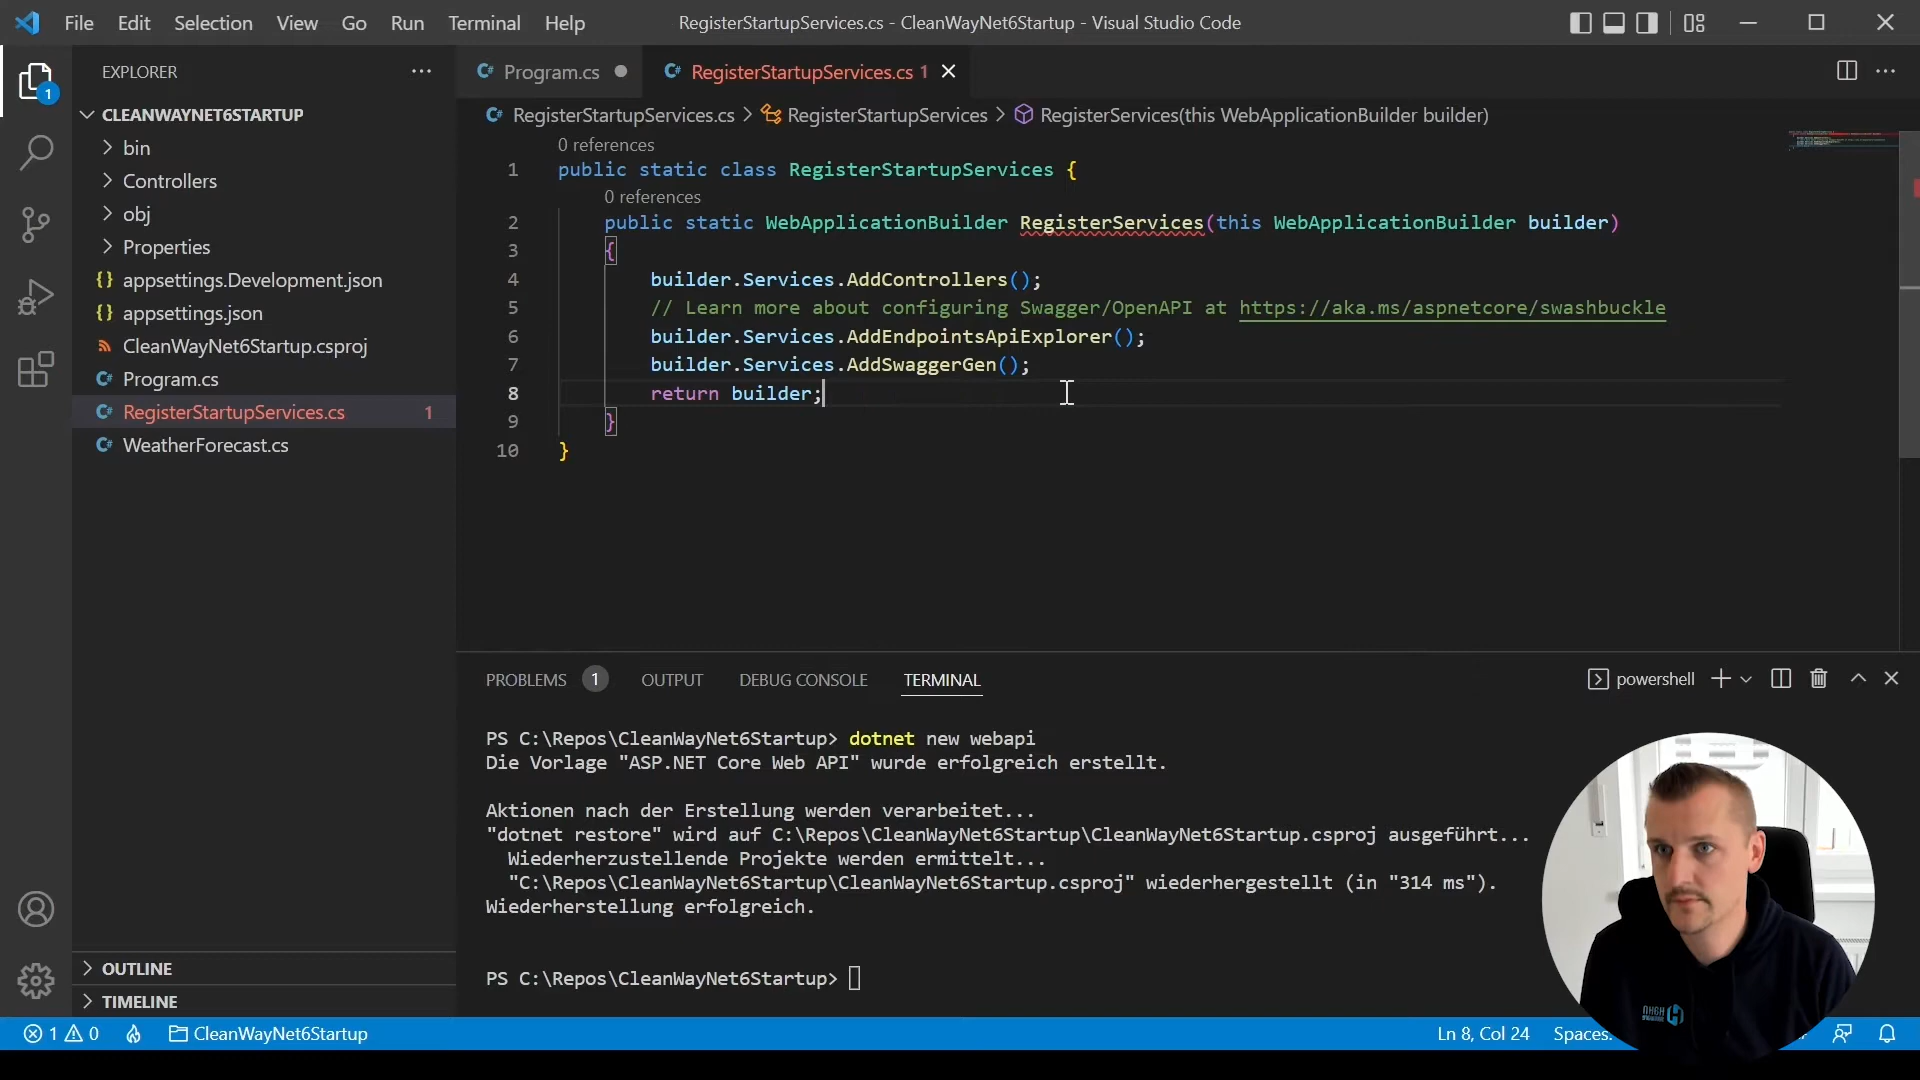 File Edit Selection View Go Run Terminal Help
RegisterStartupServices.cs - CleanWayNet6Startup - Visual Studio Code
EXPLORER
1
CLEANWAYNET6STARTUP
bin
Controllers
obj
Properties
{} appsettings.Development.json
{} appsettings.json
CleanWayNet6Startup.csproj
C# Program.cs
C# RegisterStartupServices.cs 1
C# WeatherForecast.cs
OUTLINE
TIMELINE
C# Program.cs
C# RegisterStartupServices.cs 1
C# RegisterStartupServices.cs > RegisterStartupServices > RegisterServices(this WebApplicationBuilder builder)
0 references
1 public static class RegisterStartupServices {
0 references
2 public static WebApplicationBuilder RegisterServices(this WebApplicationBuilder builder)
3 {
4 builder.Services.AddControllers();
5 // Learn more about configuring Swagger/OpenAPI at https://aka.ms/aspnetcore/swashbuckle
6 builder.Services.AddEndpointsApiExplorer();
7 builder.Services.AddSwaggerGen();
8 return builder;
9 }
10 }
PROBLEMS 1 OUTPUT DEBUG CONSOLE TERMINAL
powershell
PS C:\Repos\CleanWayNet6Startup> dotnet new webapi
Die Vorlage "ASP.NET Core Web API" wurde erfolgreich erstellt.
Aktionen nach der Erstellung werden verarbeitet...
"dotnet restore" wird auf C:\Repos\CleanWayNet6Startup\CleanWayNet6Startup.csproj ausgeführt...
Wiederherzustellende Projekte werden ermittelt...
"C:\Repos\CleanWayNet6Startup\CleanWayNet6Startup.csproj" wiederhergestellt (in "314 ms").
Wiederherstellung erfolgreich.
PS C:\Repos\CleanWayNet6Startup>
1 0 CleanWayNet6Startup
Ln 8, Col 24 Spaces: